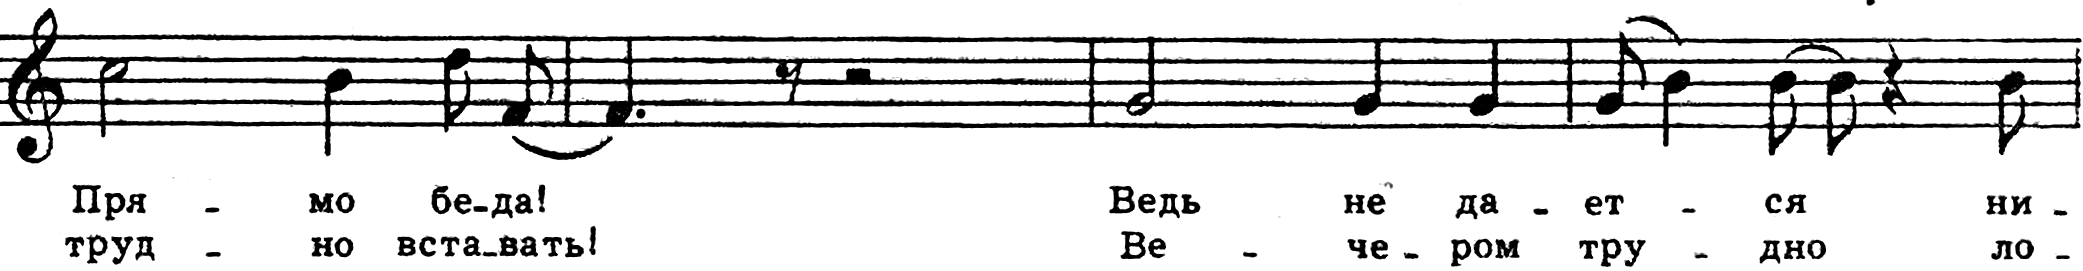 Пря - мо бе-да! Ведь не да - ет - ся ни -
труд - но вста-вать! Ве - че - ром тру - дно ло -